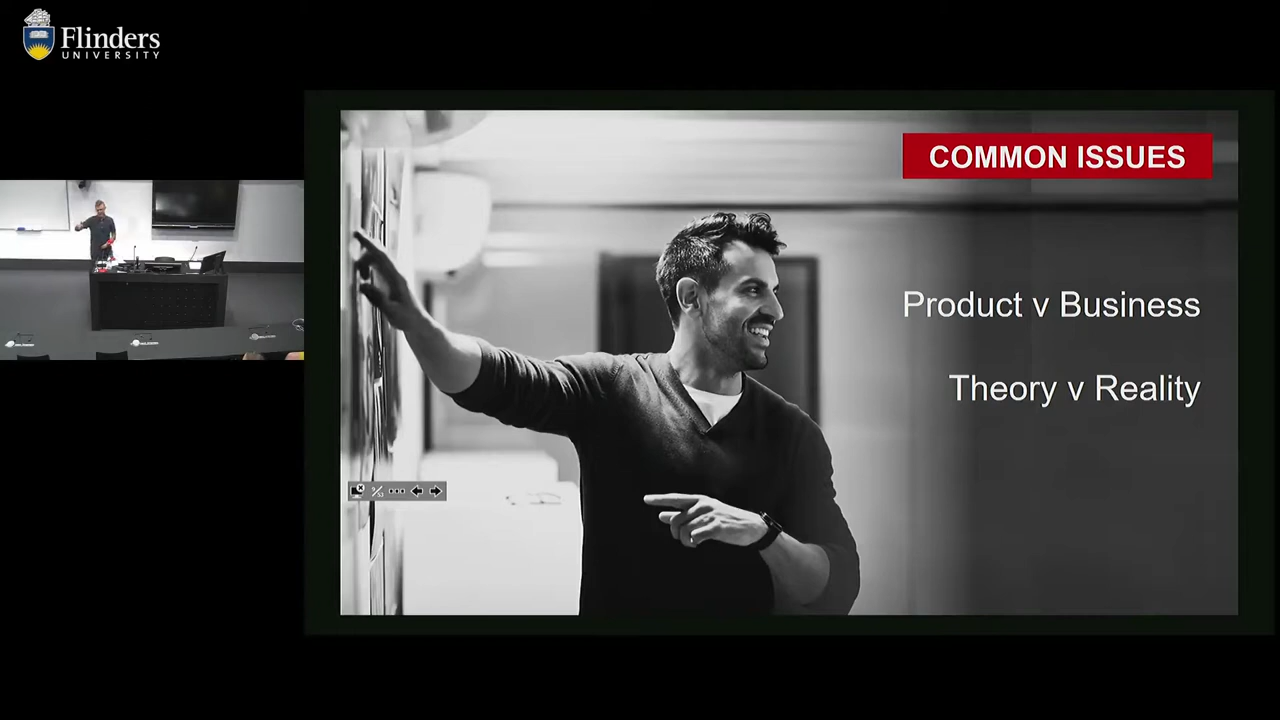 Flinders
UNIVERSITY
COMMON ISSUES
Product v Business
Theory v Reality